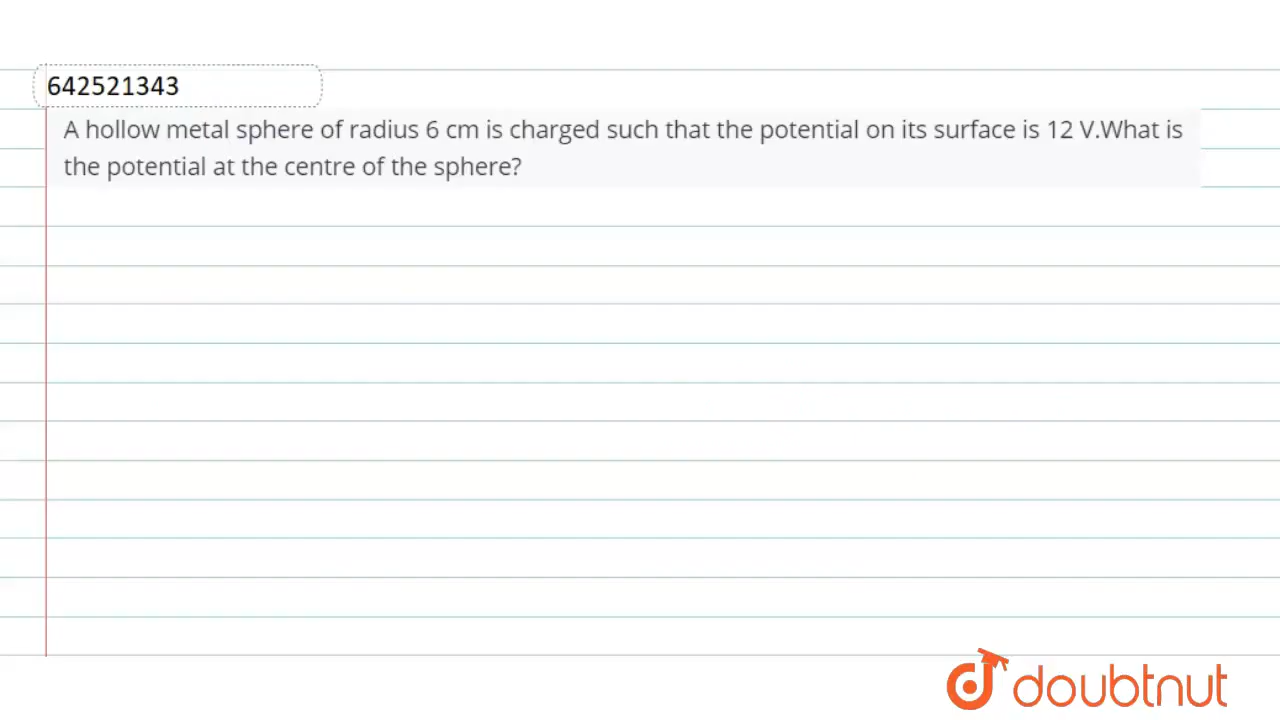 642521343
A hollow metal sphere of radius 6 cm is charged such that the potential on its surface is 12 V.What is
the potential at the centre of the sphere?
doubtnut